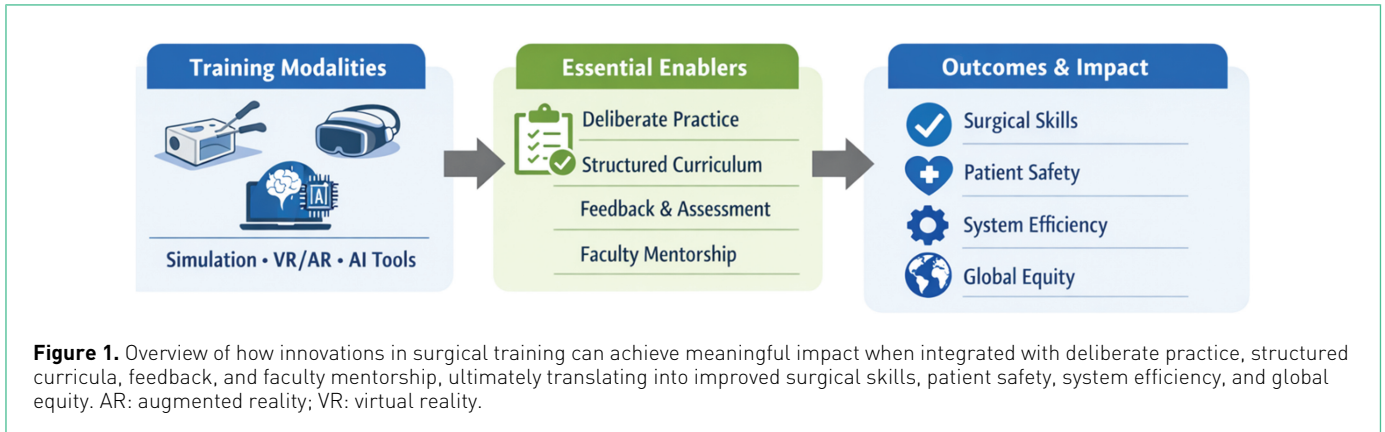 Training Modalities
AI
Simulation • VR/AR • AI Tools
Essential Enablers
Deliberate Practice
Structured Curriculum
Feedback & Assessment
Faculty Mentorship
Outcomes & Impact
Surgical Skills
Patient Safety
System Efficiency
Global Equity
Figure 1. Overview of how innovations in surgical training can achieve meaningful impact when integrated with deliberate practice, structured
curricula, feedback, and faculty mentorship, ultimately translating into improved surgical skills, patient safety, system efficiency, and global
equity. AR: augmented reality; VR: virtual reality.